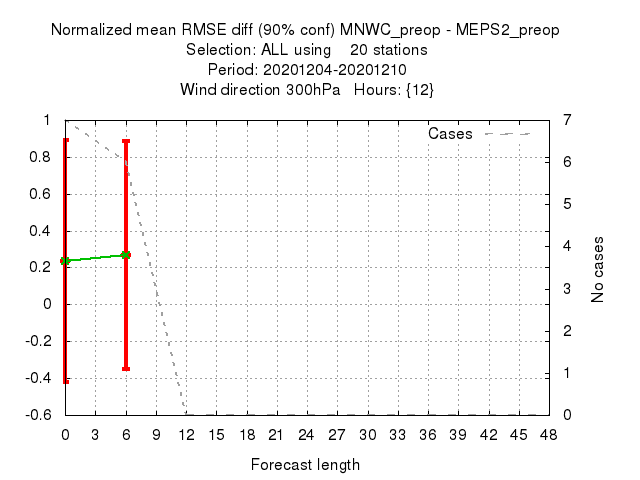 Normalized mean RMSE diff (90% conf) MNWC_preop - MEPS2_preop
Selection: ALL using 20 stations
Period: 20201204-20201210
Wind direction 300hPa Hours: {12}
Cases
1
0.8
0.6
0.4
0.2
0
-0.2
-0.4
-0.6
7
6
5
4
3
2
1
0
No cases
0 3 6 9 12 15 18 21 24 27 30 33 36 39 42 45 48
Forecast length